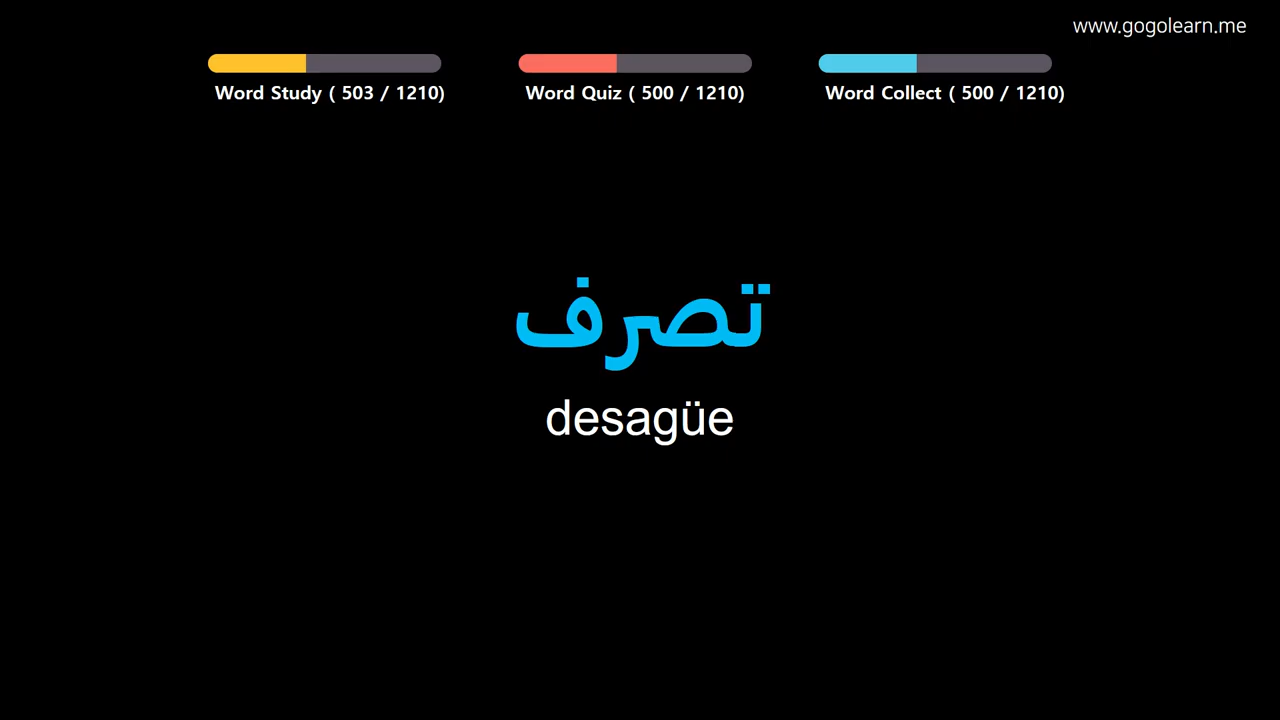 www.gogolearn.me
Word Study ( 503 / 1210)
Word Quiz ( 500 / 1210)
Word Collect ( 500 / 1210)
تصرف
desagüe